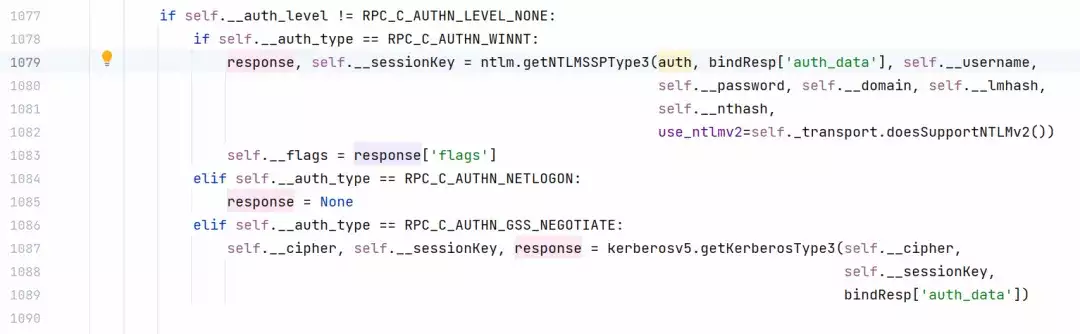 1077 if self.__auth_level != RPC_C_AUTHN_LEVEL_NONE:
1078 if self.__auth_type == RPC_C_AUTHN_WINNT:
1079 response, self.__sessionKey = ntlm.getNTLMSSPType3(auth, bindResp['auth_data'], self.__username,
1080 self.__password, self.__domain, self.__lmhash,
1081 self.__nthash,
1082 use_ntlmv2=self._transport.doesSupportNTLMv2())
1083 self.__flags = response['flags']
1084 elif self.__auth_type == RPC_C_AUTHN_NETLOGON:
1085 response = None
1086 elif self.__auth_type == RPC_C_AUTHN_GSS_NEGOTIATE:
1087 self.__cipher, self.__sessionKey, response = kerberosv5.getKerberosType3(self.__cipher,
1088 self.__sessionKey,
1089 bindResp['auth_data'])
1090